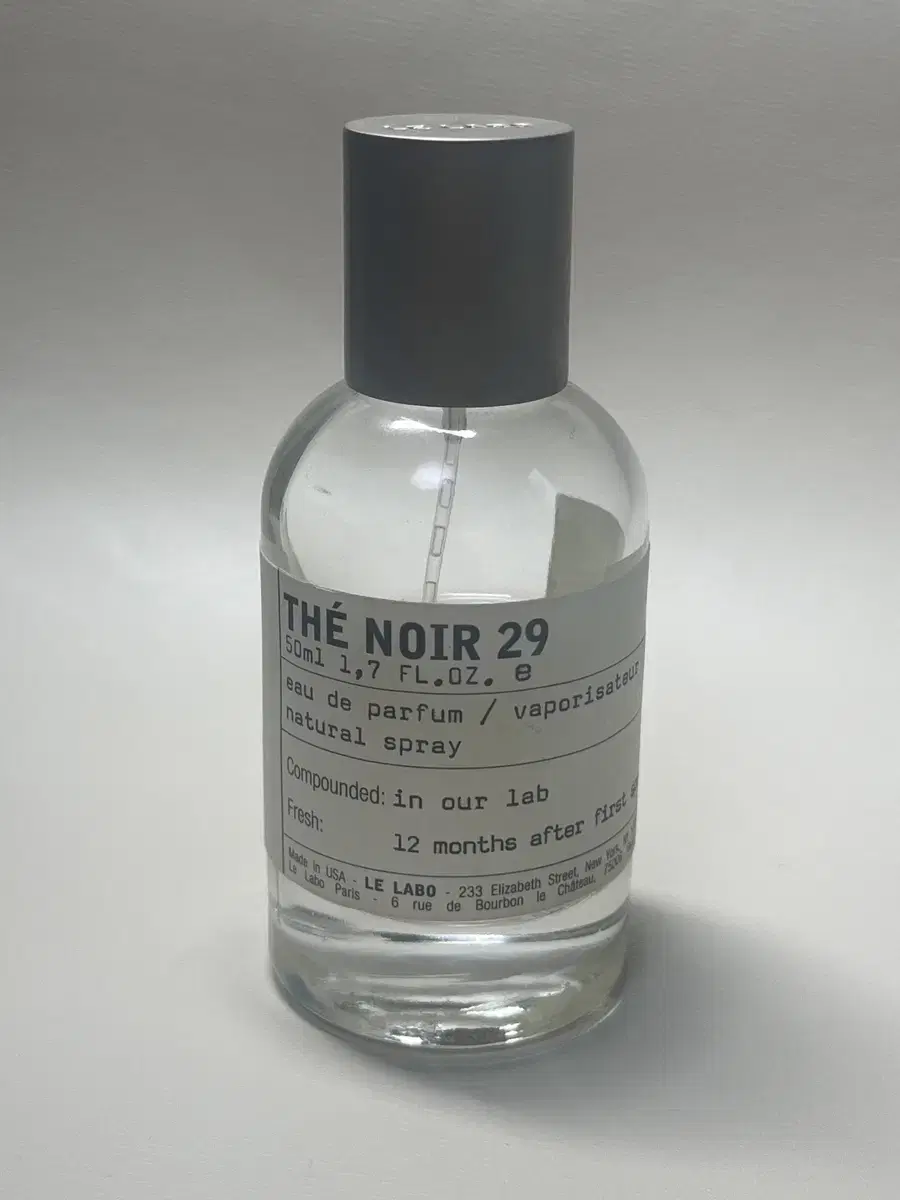 THÉ NOIR 29
50ml 1,7 FL.OZ. e
eau de parfum / vaporisateur
natural spray
Compounded: in our lab
Fresh: 12 months after first
Made in USA - LE LABO - 233 Elizabeth Street, New York,
Le Labo Paris - 6 rue de Bourbon le Château,